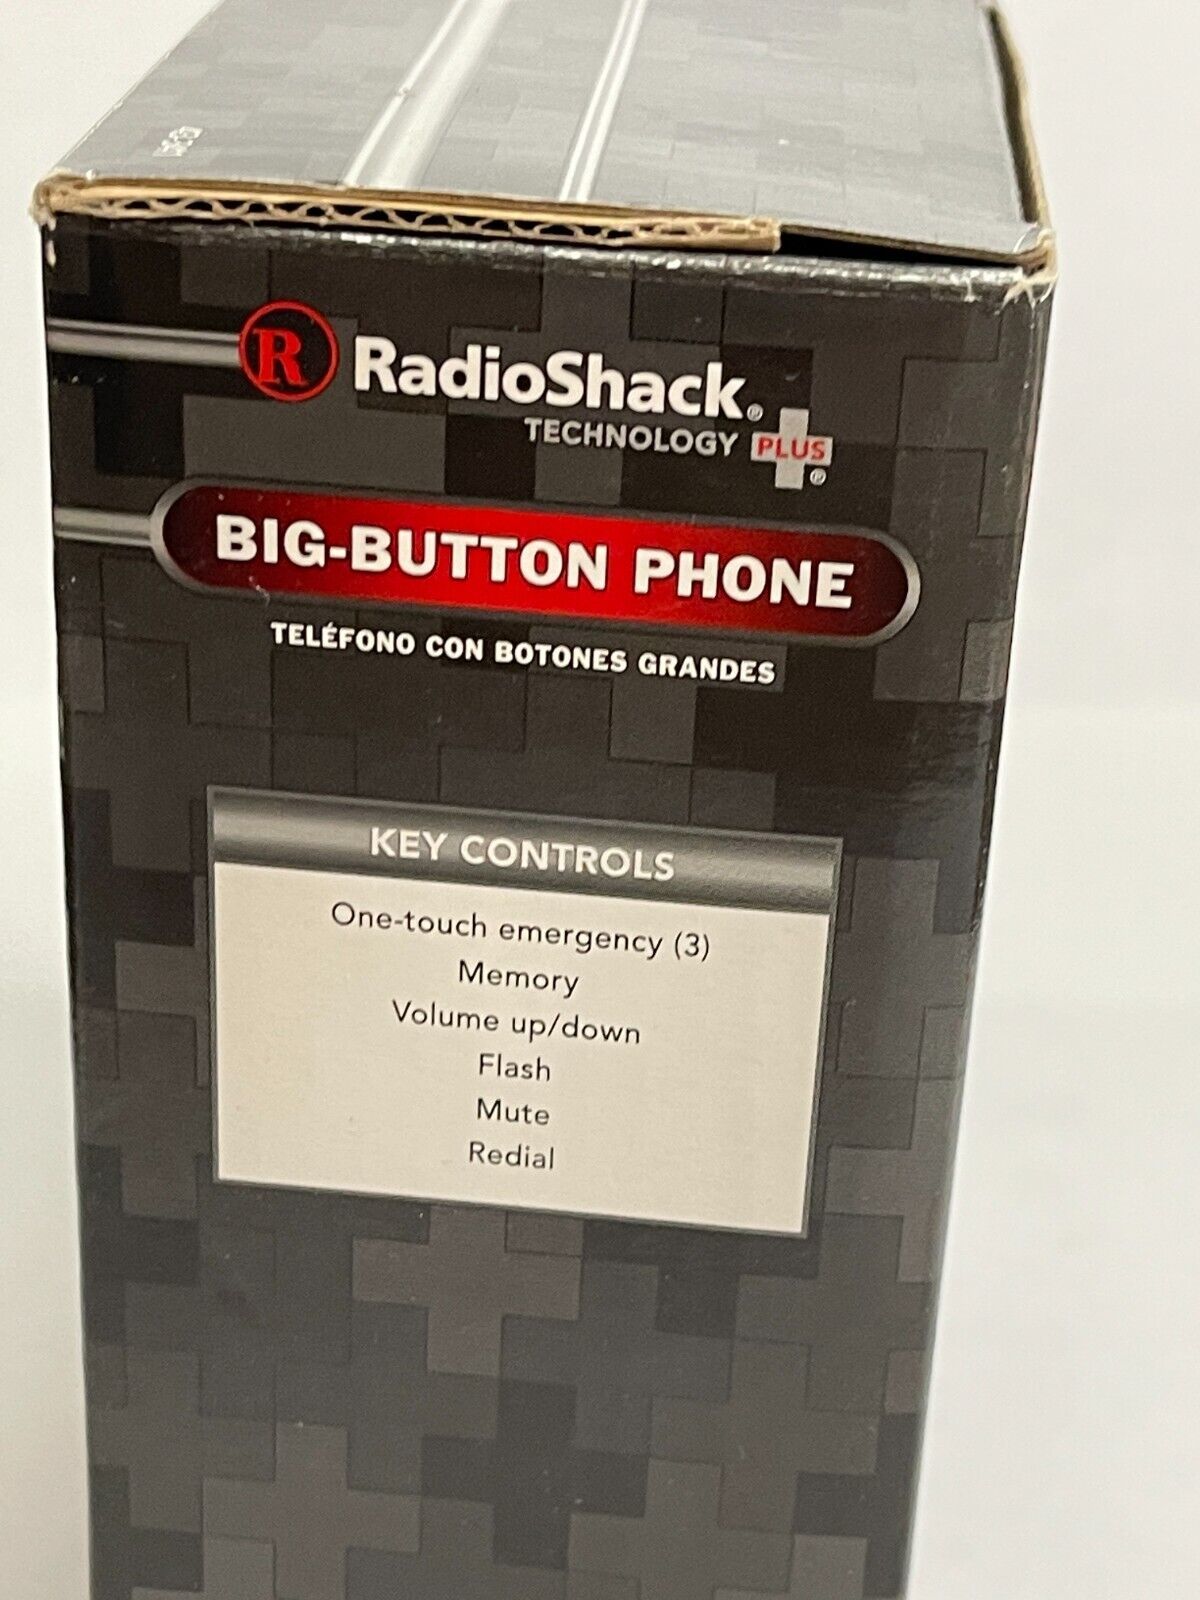 R RadioShack®
TECHNOLOGY PLUS®
BIG-BUTTON PHONE
TELÉFONO CON BOTONES GRANDES
KEY CONTROLS
One-touch emergency (3)
Memory
Volume up/down
Flash
Mute
Redial